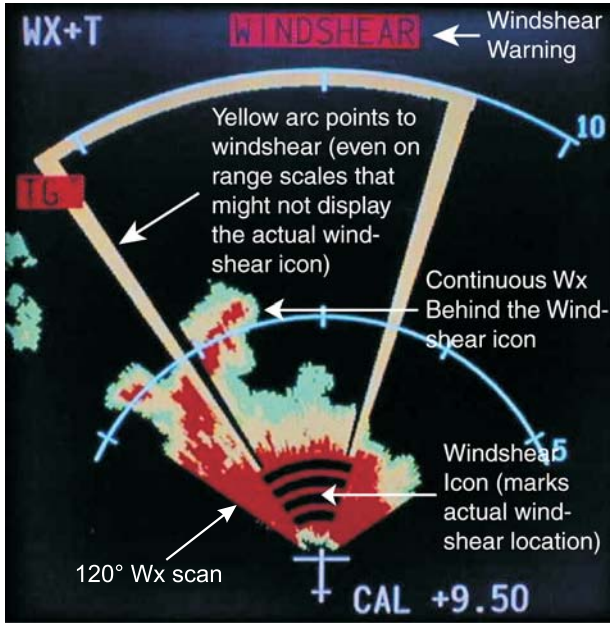 WX+T
WINDSHEAR
Windshear
Warning
10
Yellow arc points to
windshear (even on
range scales that
might not display
the actual wind-
shear icon)
TG
Continuous Wx
Behind the Wind-
shear icon
5
Windshear
Icon (marks
actual wind-
shear location)
120° Wx scan
CAL +9.50